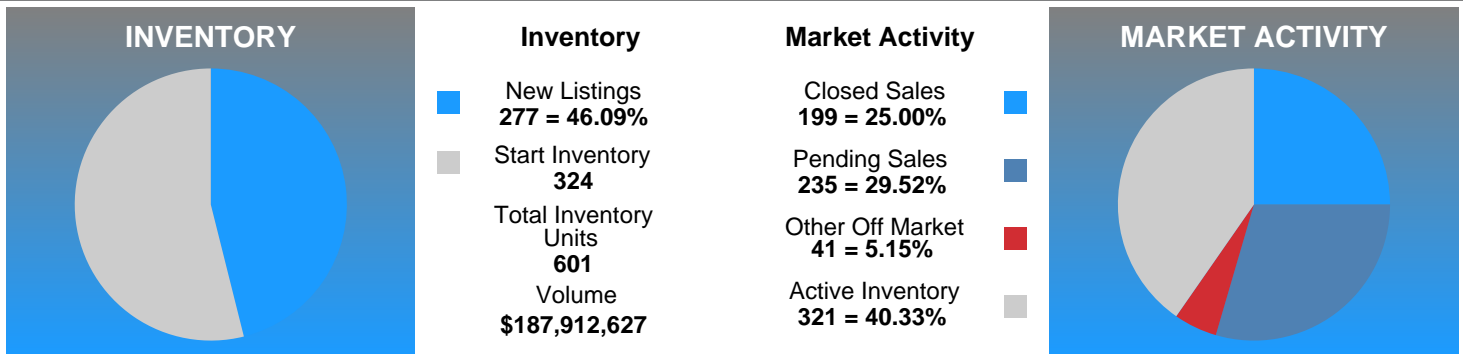 INVENTORY
Inventory
New Listings
277 = 46.09%
Start Inventory
324
Total Inventory
Units
601
Volume
$187,912,627
Market Activity
Closed Sales
199 = 25.00%
Pending Sales
235 = 29.52%
Other Off Market
41 = 5.15%
Active Inventory
321 = 40.33%
MARKET ACTIVITY